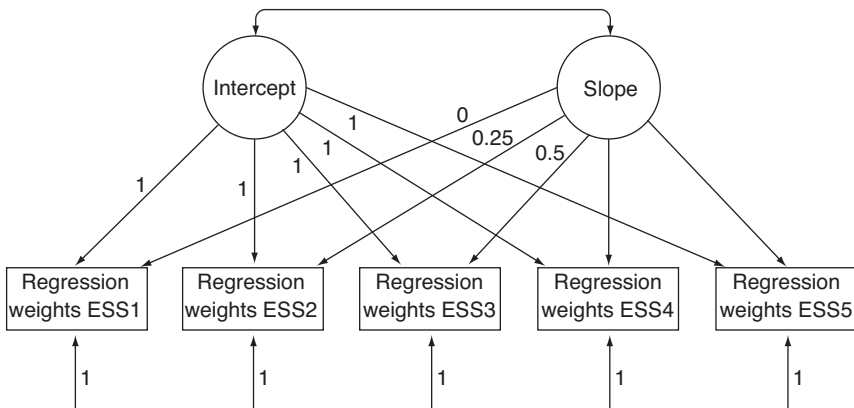 Intercept
Slope
0
1
0.25
1
0.5
1
1
1
Regression
weights ESS1
Regression
weights ESS2
Regression
weights ESS3
Regression
weights ESS4
Regression
weights ESS5
1
1
1
1
1